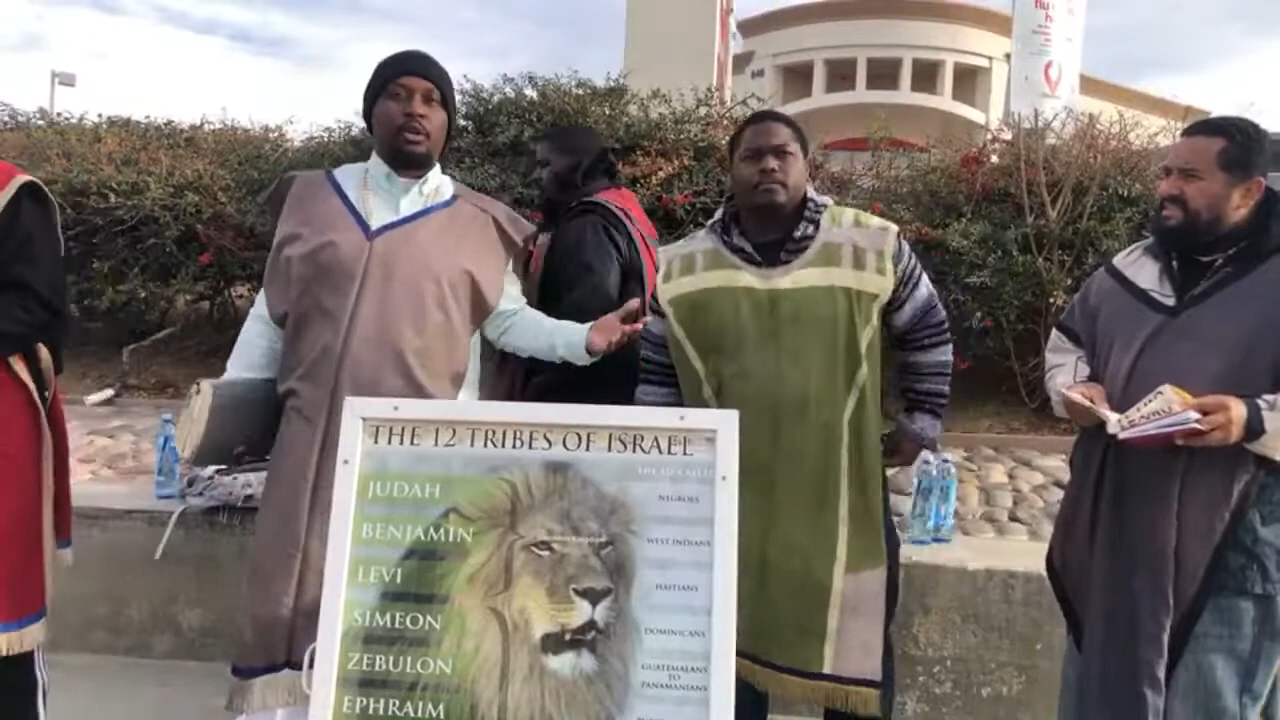 THE 12 TRIBES OF ISRAEL
JUDAH
NEGROES
BENJAMIN
WEST INDIANS
LEVI
HAITIANS
SIMEON
DOMINICANS
ZEBULON
GUATEMALANS
TO
PANAMANIANS
EPHRAIM